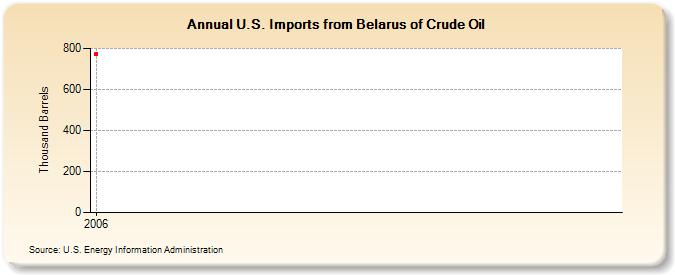 Annual U.S. Imports from Belarus of Crude Oil
Thousand Barrels
800
600
400
200
0
2006
Source: U.S. Energy Information Administration